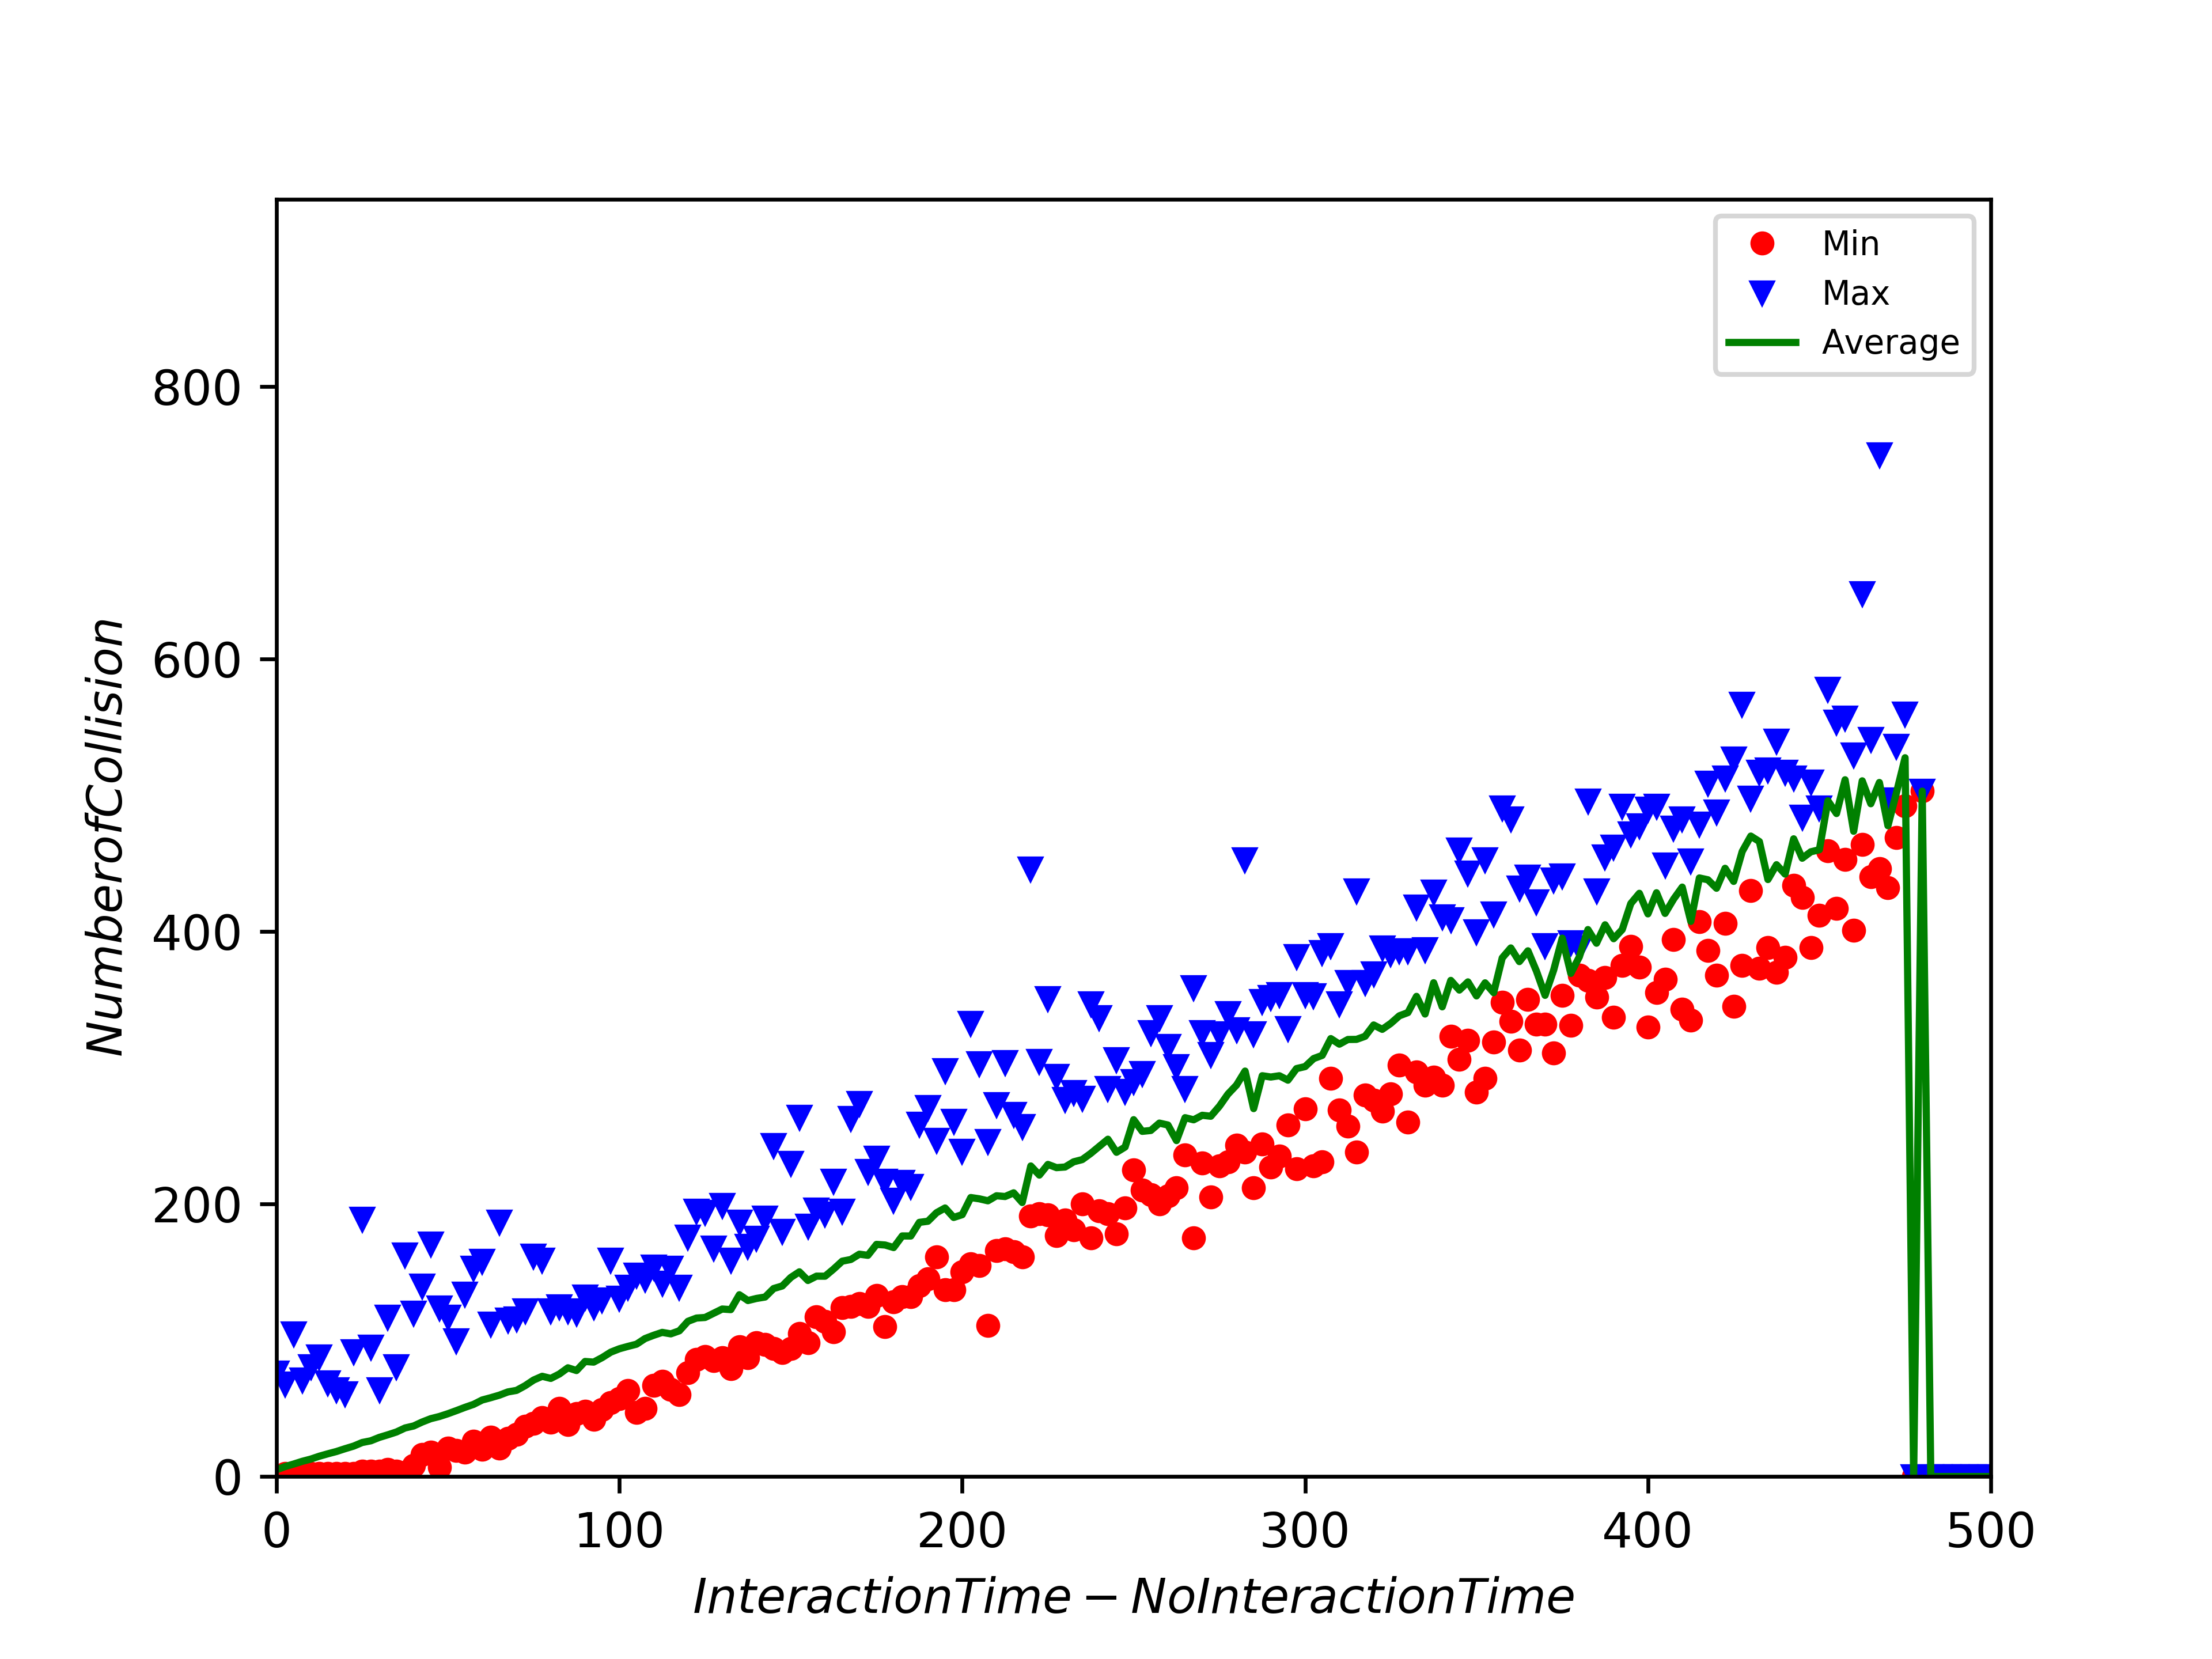 Min
Max
Average
800
600
400
200
0
NumberofCollision
0 100 200 300 400 500
InteractionTime − NoInteractionTime